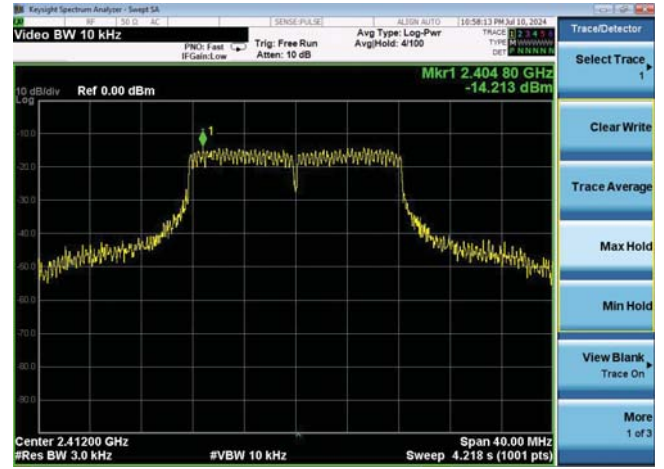 Keysight Spectrum Analyzer - Swept SA
RF 50 Ω AC SENSE:PULSE ALIGN AUTO 10:58:13 PM Jul 10, 2024
Video BW 10 kHz
PNO: Fast
IFGain:Low
Trig: Free Run
Atten: 10 dB
Avg Type: Log-Pwr
Avg|Hold: 4/100
TRACE 1 2 3 4 5 6
TYPE M WWWWW
DET P N N N N N
Mkr1 2.404 80 GHz
-14.213 dBm
10 dB/div Ref 0.00 dBm
Log
1
-10.0
-20.0
-30.0
-50.0
-60.0
-70.0
-80.0
-90.0
Center 2.41200 GHz
Span 40.00 MHz
#Res BW 3.0 kHz
#VBW 10 kHz
Sweep 4.218 s (1001 pts)
Trace/Detector
Select Trace
1
Clear Write
Trace Average
Max Hold
Min Hold
View Blank
Trace On
More
1 of 3